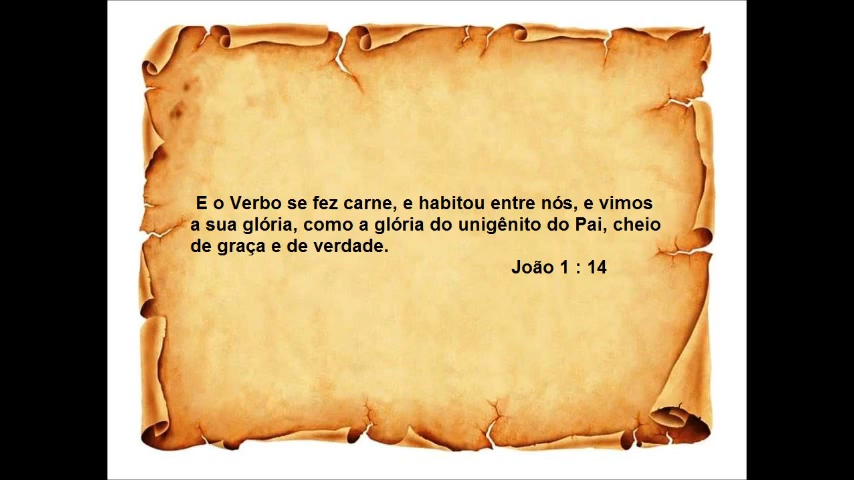 E o Verbo se fez carne, e habitou entre nós, e vimos
a sua glória, como a glória do unigênito do Pai, cheio
de graça e de verdade.
João 1 : 14